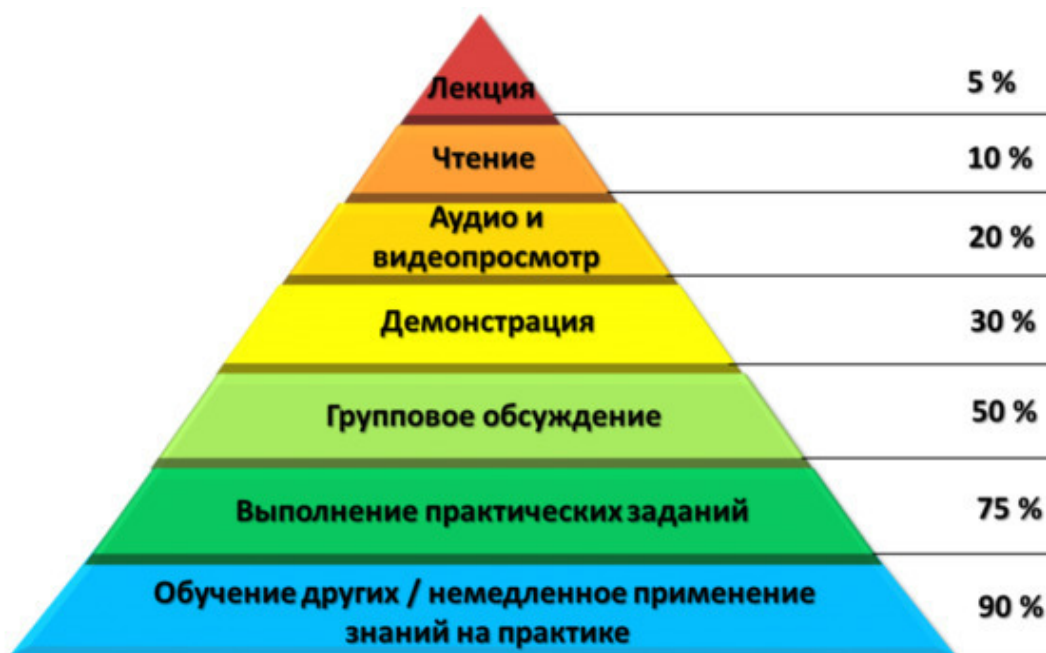 Лекция 5 %
Чтение 10 %
Аудио и
видеопросмотр 20 %
Демонстрация 30 %
Групповое обсуждение 50 %
Выполнение практических заданий 75 %
Обучение других / немедленное применение
знаний на практике 90 %